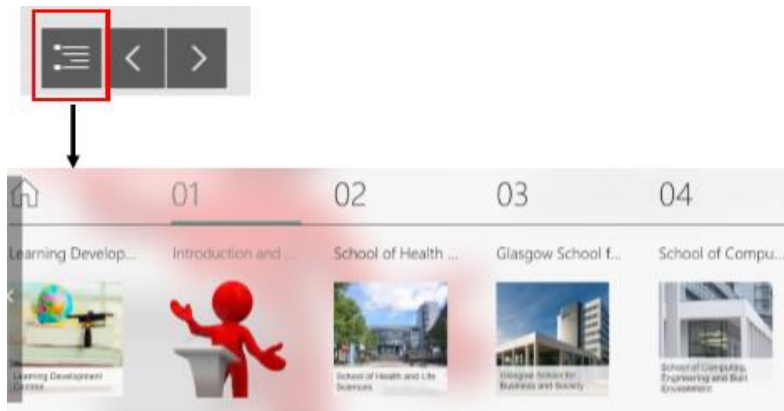 01
02
03
04
Learning Develop...
Introduction and ...
School of Health ...
Glasgow School f...
School of Compu...
Learning Development
Centres
School of Health and Life
Sciences
Glasgow School for
Business and Society
School of Computing,
Engineering and Built
Environment